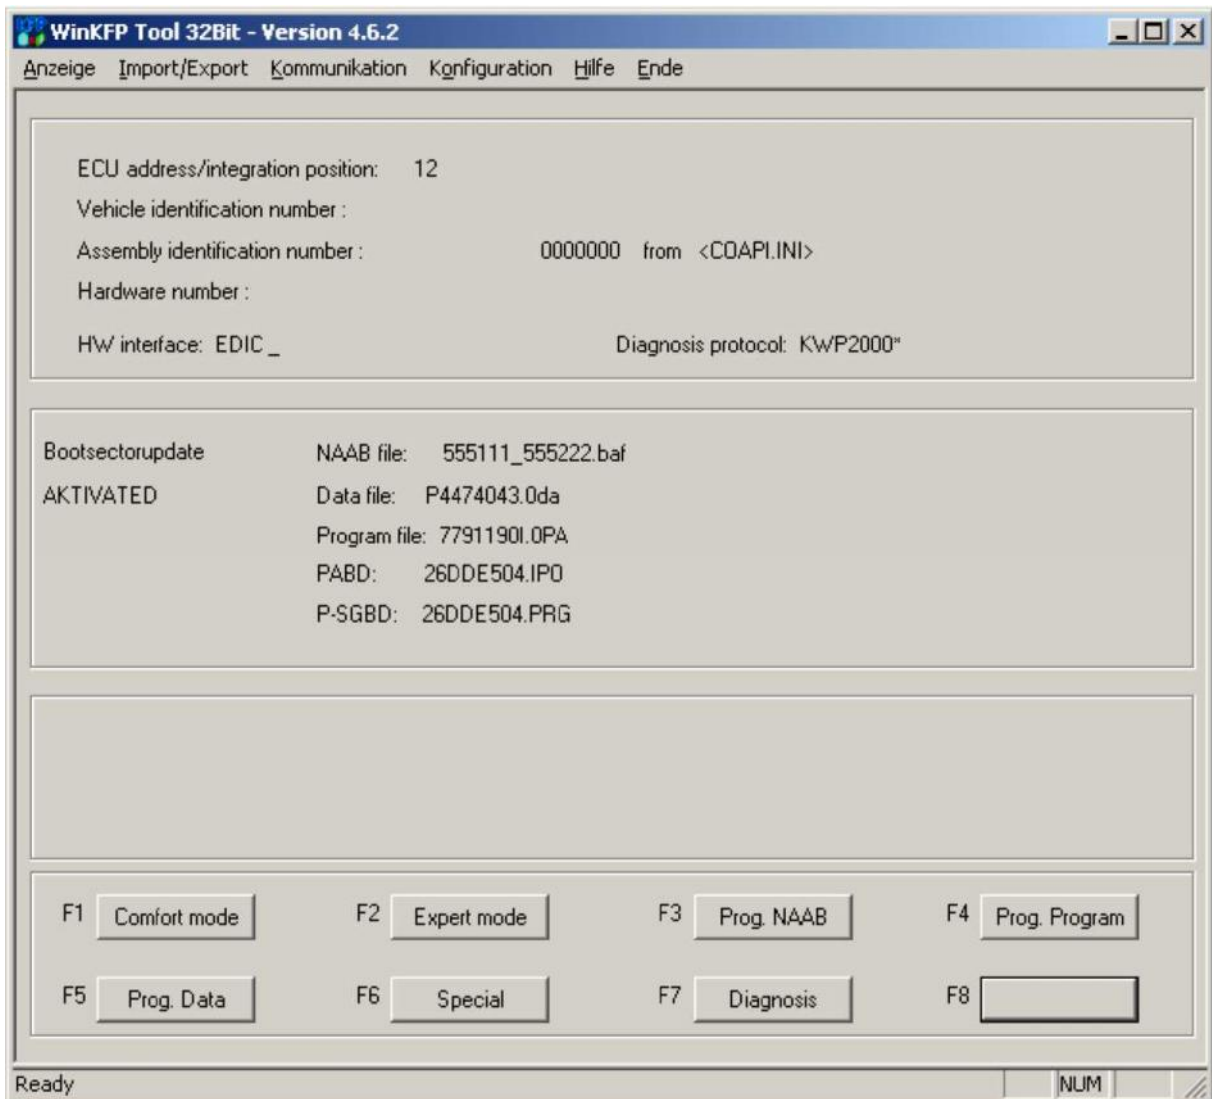 WinKFP Tool 32Bit - Version 4.6.2
Anzeige Import/Export Kommunikation Konfiguration Hilfe Ende
ECU address/integration position: 12
Vehicle identification number :
Assembly identification number : 0000000 from <COAPI.INI>
Hardware number :
HW interface: EDIC _ Diagnosis protocol: KWP2000*
Bootsectorupdate NAAB file: 555111_555222.baf
AKTIVATED Data file: P4474043.0da
Program file: 7791190I.0PA
PABD: 26DDE504.IPO
P-SGBD: 26DDE504.PRG
F1 Comfort mode F2 Expert mode F3 Prog. NAAB F4 Prog. Program
F5 Prog. Data F6 Special F7 Diagnosis F8
Ready NUM